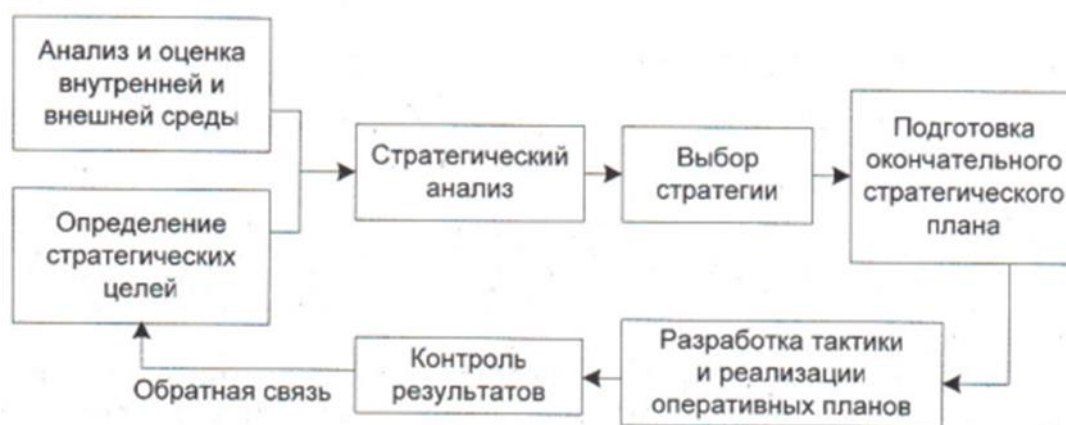 Анализ и оценка
внутренней и
внешней среды
Определение
стратегических
целей
Стратегический
анализ
Выбор
стратегии
Подготовка
окончательного
стратегического
плана
Разработка тактики
и реализации
оперативных планов
Контроль
результатов
Обратная связь